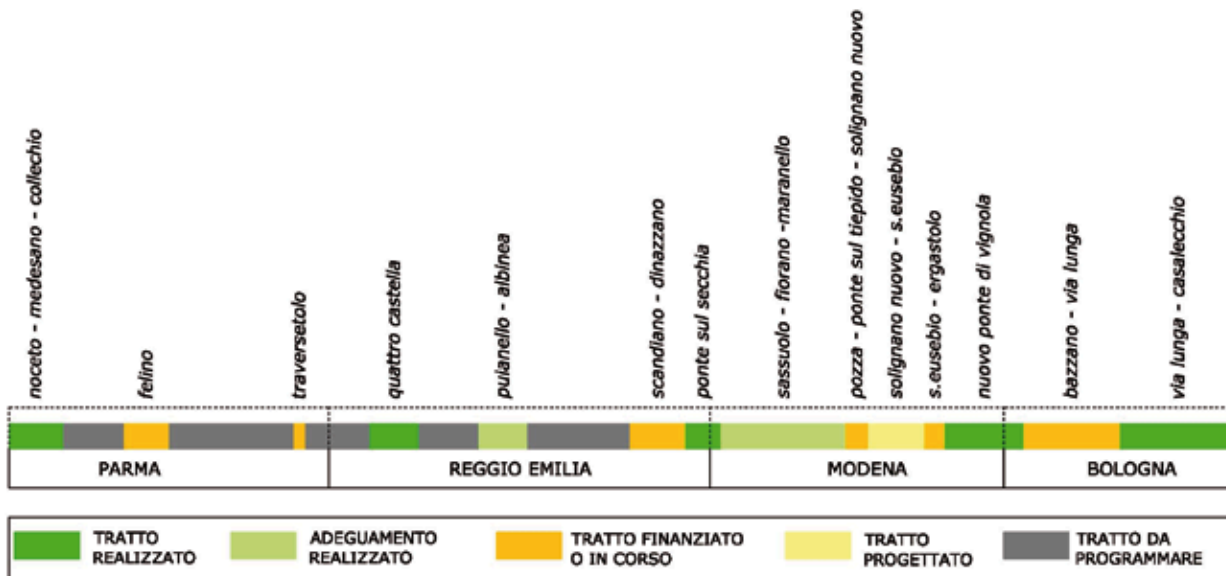 noceto - medesano - collechio
felino
traversetolo
quattro castella
puianello - albinea
scandiano - dinazzano
ponte sul secchia
sassuolo - fiorano -maranello
pozza - ponte sul tiepido - solignano nuovo
solignano nuovo - s.eusebio
s.eusebio - ergastolo
nuovo ponte di vignola
bazzano - via lunga
via lunga - casalecchio
PARMA
REGGIO EMILIA
MODENA
BOLOGNA
TRATTO
REALIZZATO
ADEGUAMENTO
REALIZZATO
TRATTO FINANZIATO
O IN CORSO
TRATTO
PROGETTATO
TRATTO DA
PROGRAMMARE